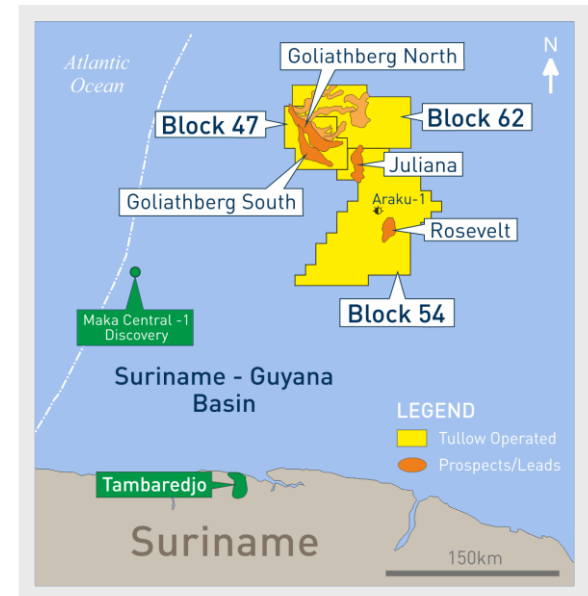 Atlantic
Ocean
Goliathberg North
N
Block 47
Block 62
Juliana
Goliathberg South
Araku-1
Rosevelt
Maka Central -1
Discovery
Block 54
Suriname - Guyana
Basin
LEGEND
Tullow Operated
Prospects/Leads
Tambaredjo
Suriname
150km